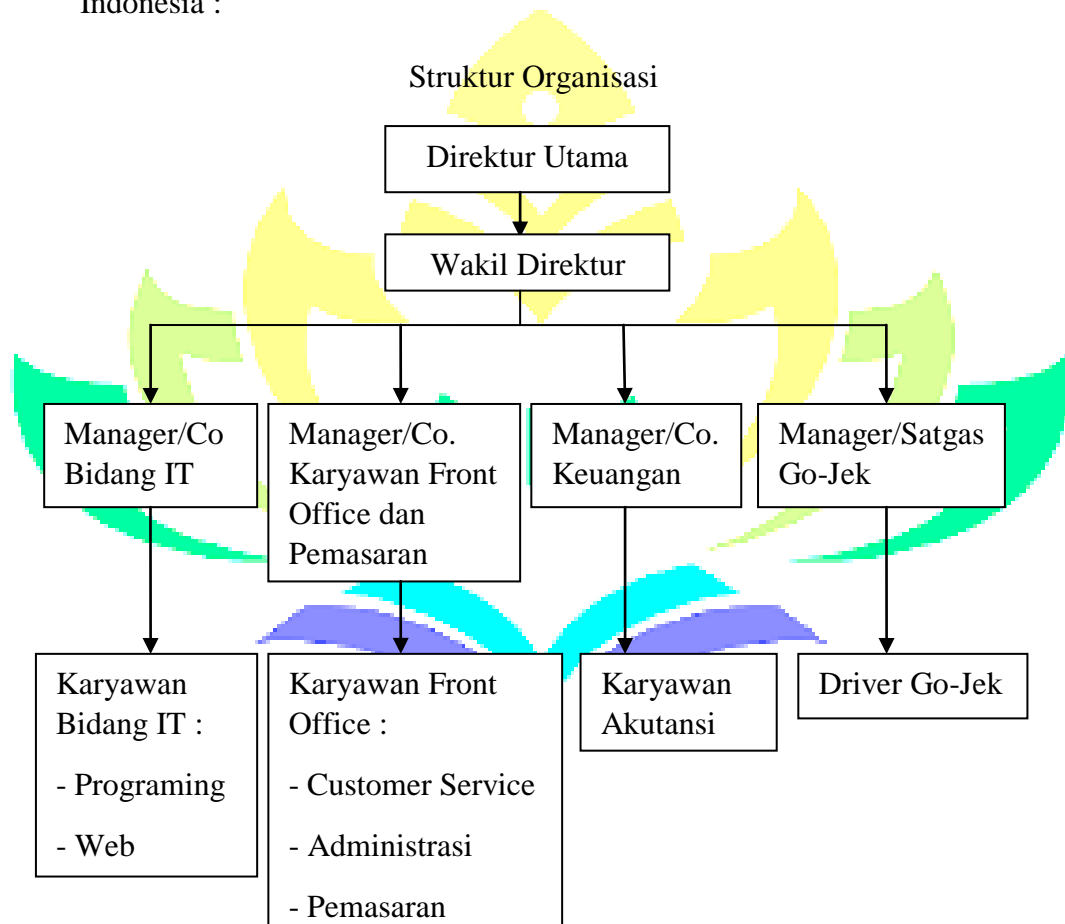 Indonesia :
Struktur Organisasi
Direktur Utama
Wakil Direktur
Manager/Co
Bidang IT
Manager/Co.
Karyawan Front
Office dan
Pemasaran
Manager/Co.
Keuangan
Manager/Satgas
Go-Jek
Karyawan
Bidang IT :
- Programing
- Web
Karyawan Front
Office :
- Customer Service
- Administrasi
- Pemasaran
Karyawan
Akutansi
Driver Go-Jek